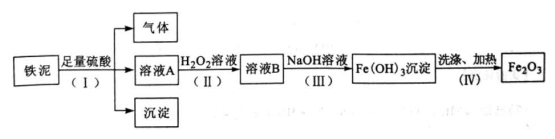 气体
铁泥 足量硫酸 (Ⅰ) 溶液A H₂O₂溶液 (Ⅱ) 溶液B NaOH溶液 (Ⅲ) Fe(OH)₃沉淀 洗涤、加热 (Ⅳ) Fe₂O₃
沉淀